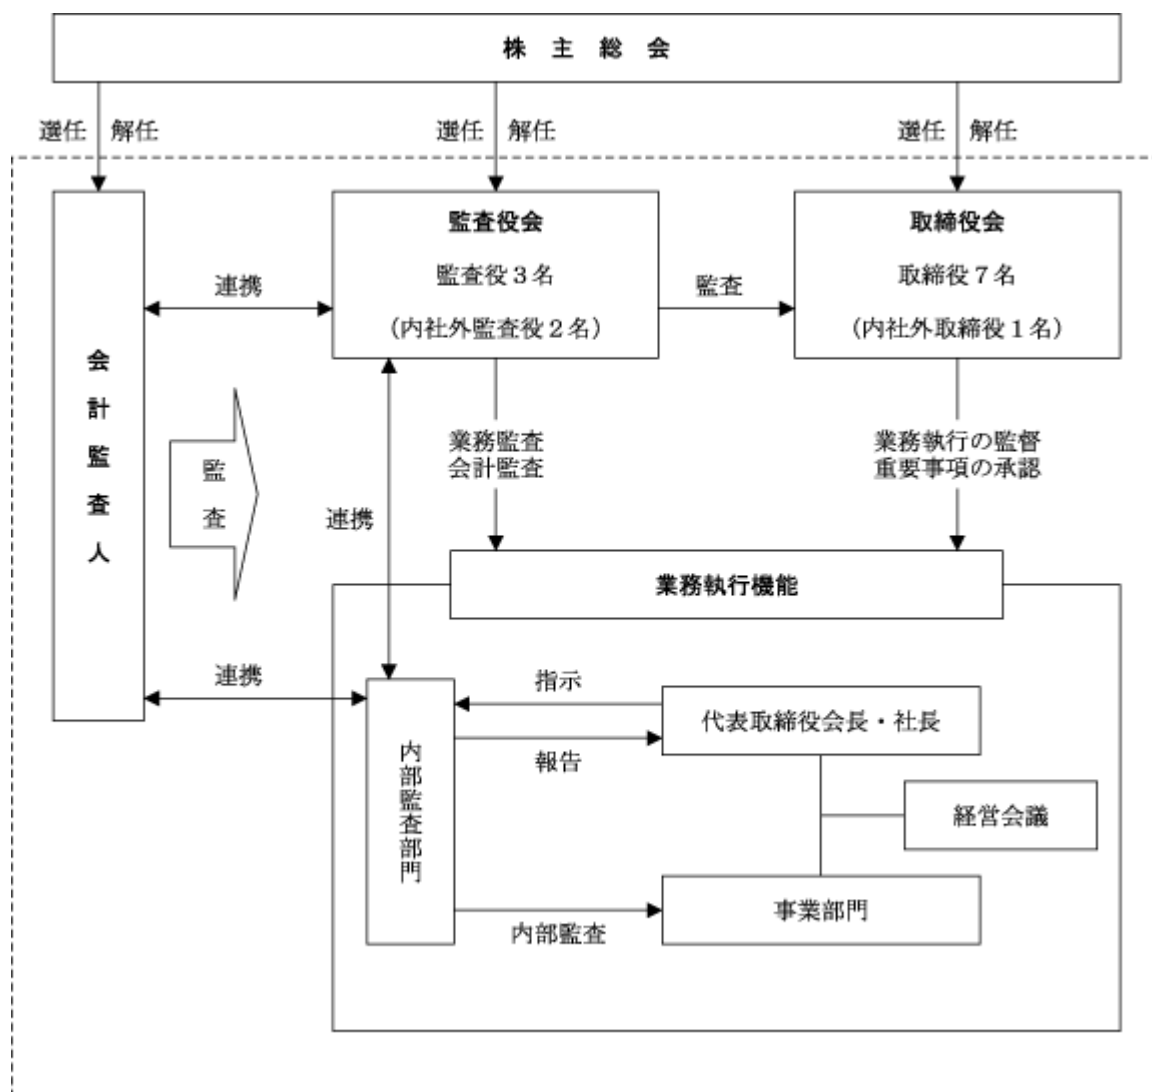 株主総会
選任 解任
選任 解任
選任 解任
会計監査人
監査役会
監査役3名
(内社外監査役2名)
取締役会
取締役7名
(内社外取締役1名)
連携
監査
監査
業務監査
会計監査
業務執行の監督
重要事項の承認
連携
業務執行機能
連携
内部監査部門
指示
報告
代表取締役会長・社長
経営会議
内部監査
事業部門